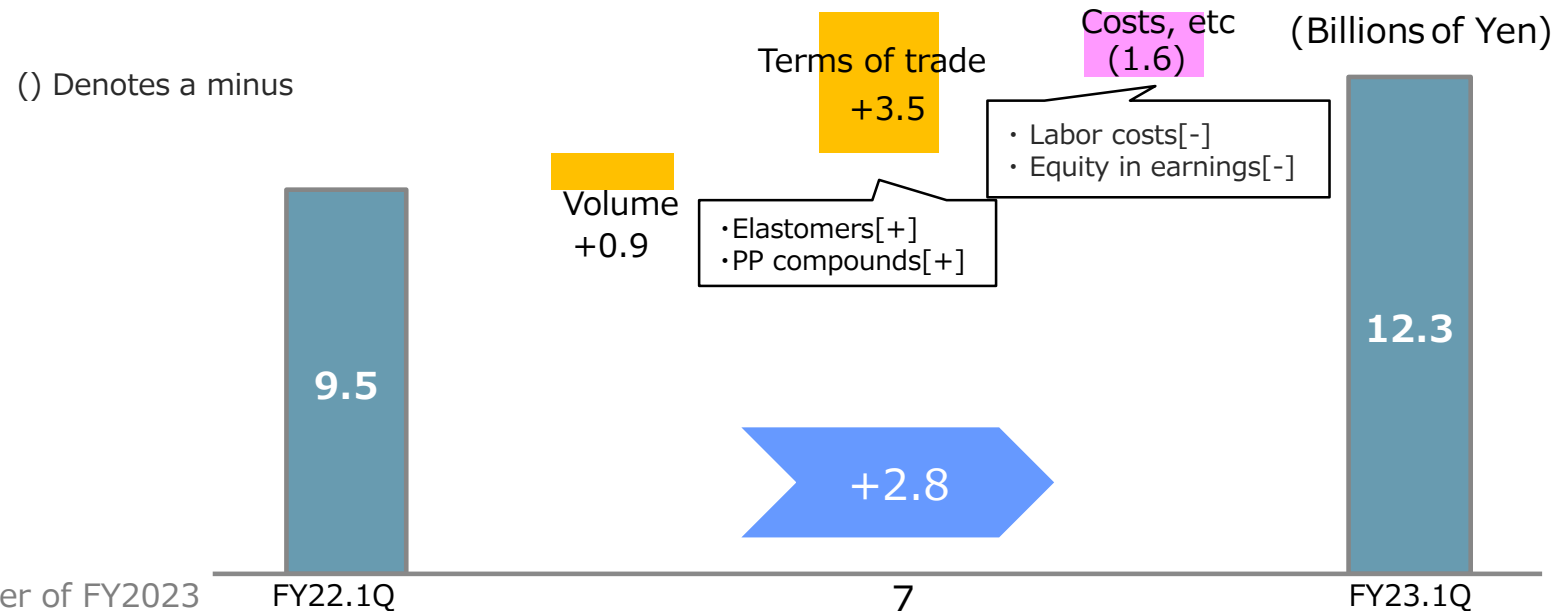 Costs, etc
(1.6)
(Billions of Yen)
Terms of trade
+3.5
() Denotes a minus
・ Labor costs[-]
・ Equity in earnings[-]
Volume
+0.9
・Elastomers[+]
・PP compounds[+]
9.5
12.3
+2.8
er of FY2023
FY22.1Q
7
FY23.1Q